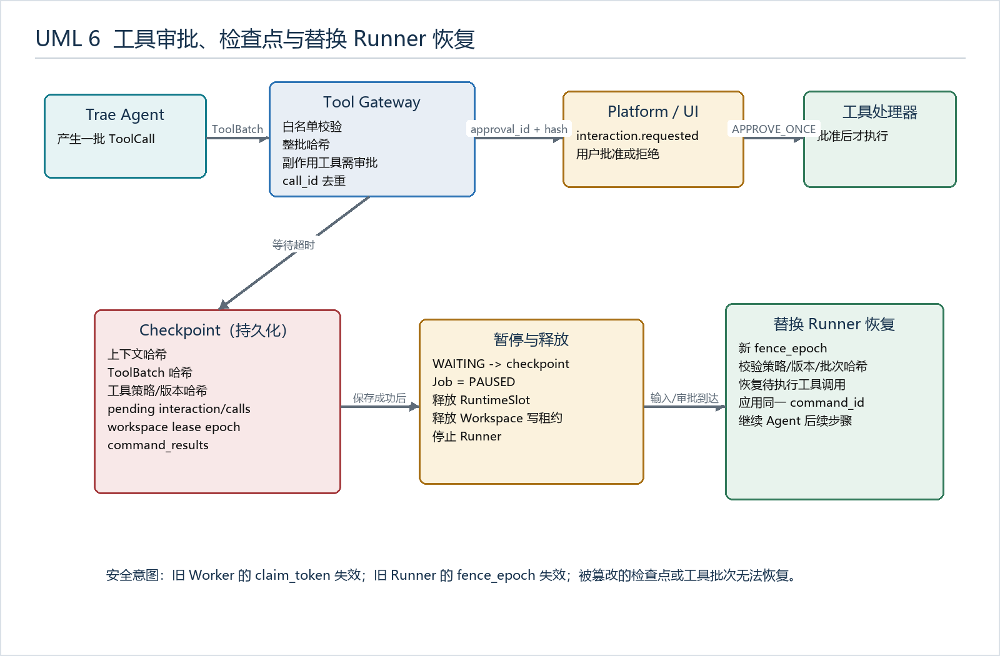 UML 6 工具审批、检查点与替换 Runner 恢复
Trae Agent
产生一批 ToolCall
ToolBatch
Tool Gateway
白名单校验
整批哈希
副作用工具需审批
call_id 去重
approval_id + hash
Platform / UI
interaction.requested
用户批准或拒绝
APPROVE_ONCE
工具处理器
批准后才执行
等待超时
Checkpoint（持久化）
上下文哈希
ToolBatch 哈希
工具策略/版本哈希
pending interaction/calls
workspace lease epoch
command_results
保存成功后
暂停与释放
WAITING -> checkpoint
Job = PAUSED
释放 RuntimeSlot
释放 Workspace 写租约
停止 Runner
输入/审批到达
替换 Runner 恢复
新 fence_epoch
校验策略/版本/批次哈希
恢复待执行工具调用
应用同一 command_id
继续 Agent 后续步骤
安全意图：旧 Worker 的 claim_token 失效；旧 Runner 的 fence_epoch 失效；被篡改的检查点或工具批次无法恢复。